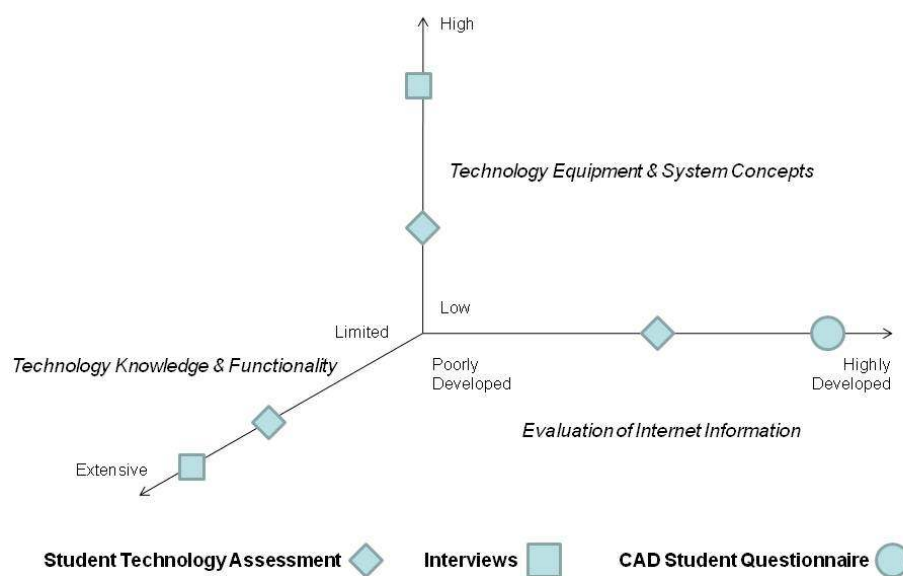 High
Technology Equipment & System Concepts
Low
Limited
Technology Knowledge & Functionality
Poorly
Developed
Highly
Developed
Evaluation of Internet Information
Extensive
Student Technology Assessment
Interviews
CAD Student Questionnaire